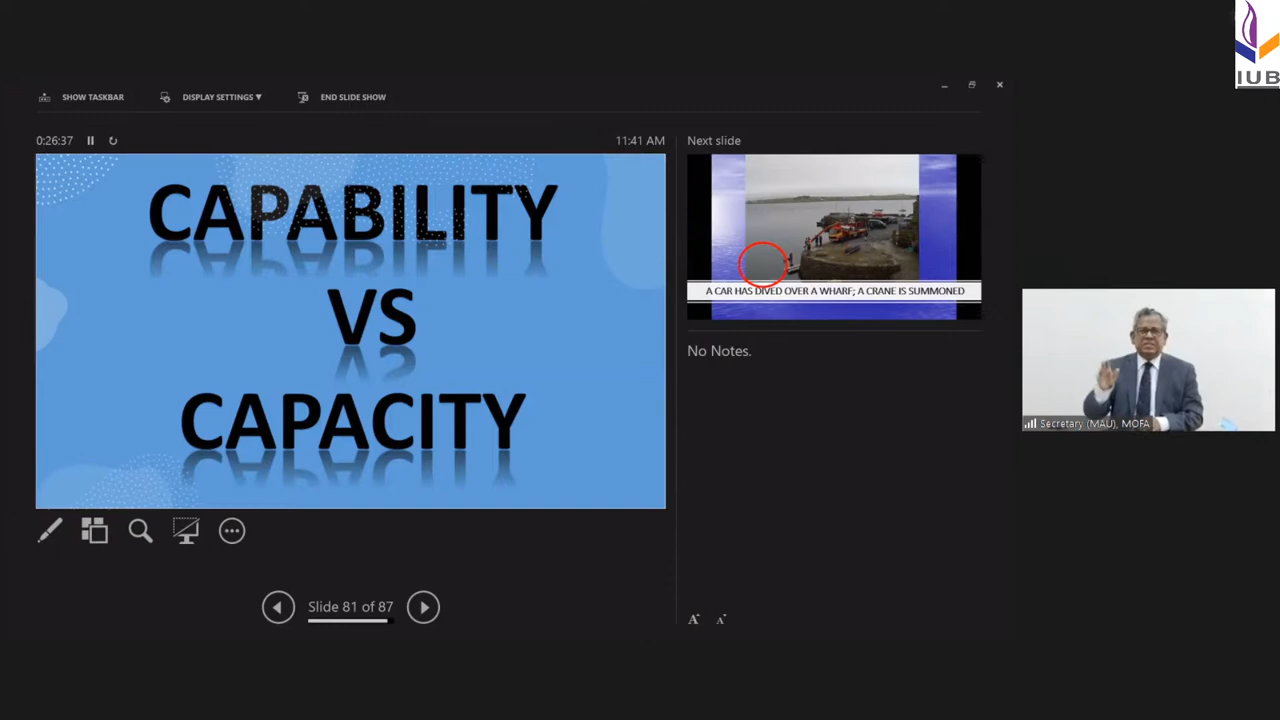 IUB
SHOW TASKBAR
DISPLAY SETTINGS ▼
END SLIDE SHOW
0:26:37
11:41 AM
Next slide
CAPABILITY
VS
CAPACITY
A CAR HAS DIVED OVER A WHARF; A CRANE IS SUMMONED
No Notes.
Secretary (MAU), MOFA
Slide 81 of 87
A A